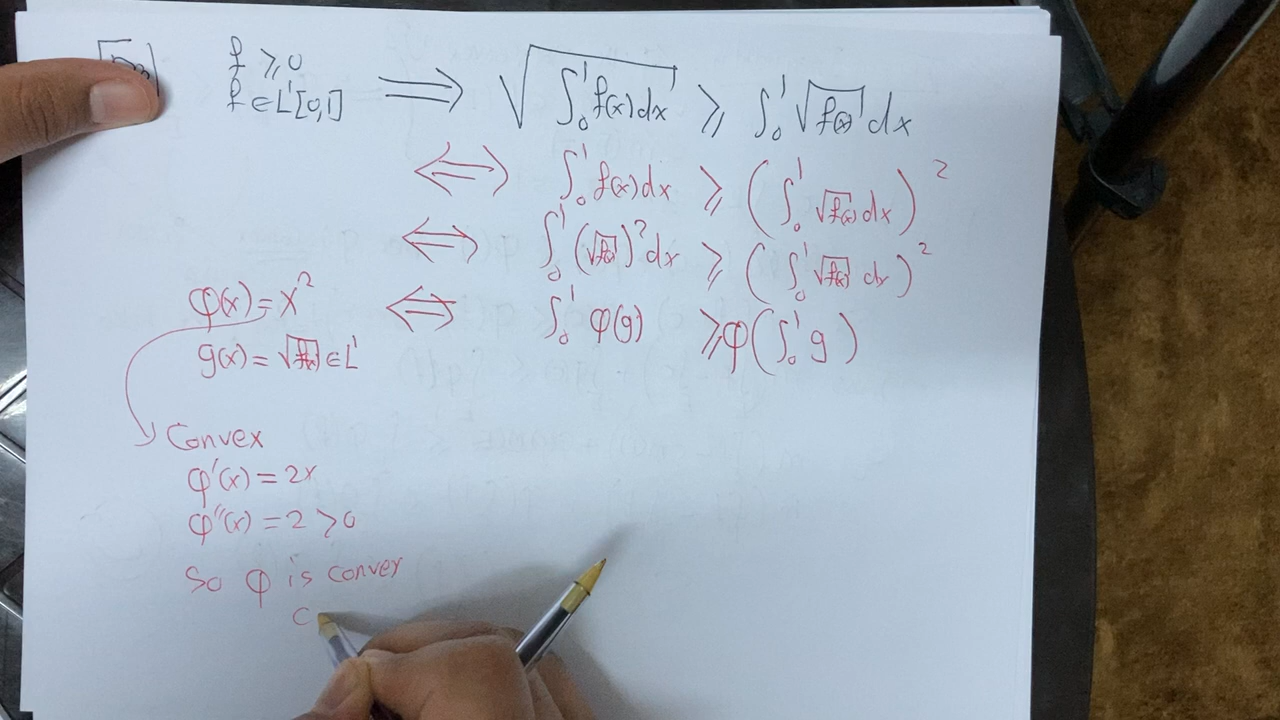 f ≥ 0
f ∈ L¹[0,1] ⟹ √(∫₀¹ f(x)dx) ≥ ∫₀¹ √f(x) dx
⟺ ∫₀¹ f(x)dx ≥ (∫₀¹ √f(x) dx)²
⟺ ∫₀¹ (√f(x))² dx ≥ (∫₀¹ √f(x) dx)²
φ(x) = x² ⟺ ∫₀¹ φ(g) ≥ φ(∫₀¹ g)
g(x) = √f(x) ∈ L¹
Convex
φ'(x) = 2x
φ''(x) = 2 > 0
So φ is convex
C